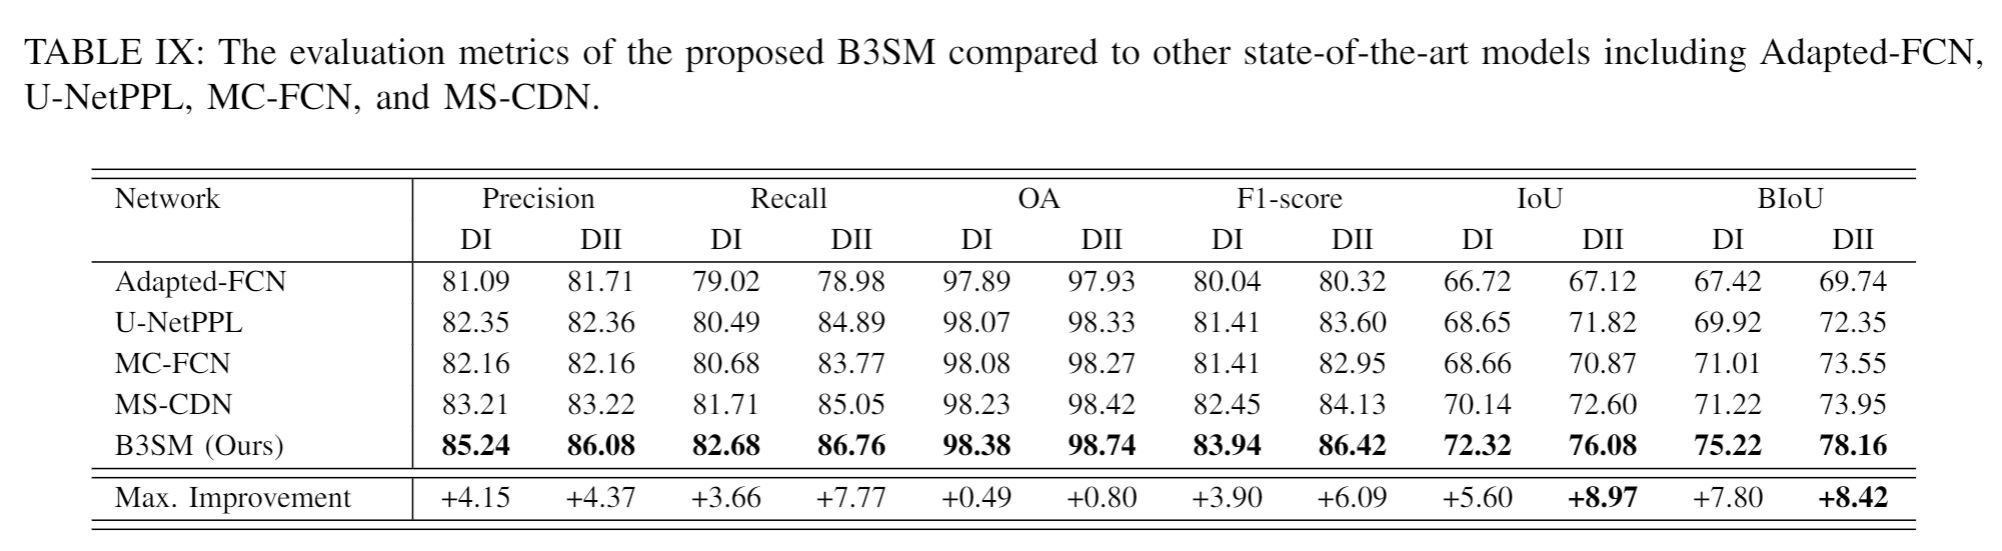 TABLE IX: The evaluation metrics of the proposed B3SM compared to other state-of-the-art models including Adapted-FCN,
U-NetPPL, MC-FCN, and MS-CDN.
Network Precision Recall OA F1-score IoU BIoU
DI DII DI DII DI DII DI DII DI DII DI DII
Adapted-FCN 81.09 81.71 79.02 78.98 97.89 97.93 80.04 80.32 66.72 67.12 67.42 69.74
U-NetPPL 82.35 82.36 80.49 84.89 98.07 98.33 81.41 83.60 68.65 71.82 69.92 72.35
MC-FCN 82.16 82.16 80.68 83.77 98.08 98.27 81.41 82.95 68.66 70.87 71.01 73.55
MS-CDN 83.21 83.22 81.71 85.05 98.23 98.42 82.45 84.13 70.14 72.60 71.22 73.95
B3SM (Ours) 85.24 86.08 82.68 86.76 98.38 98.74 83.94 86.42 72.32 76.08 75.22 78.16
Max. Improvement +4.15 +4.37 +3.66 +7.77 +0.49 +0.80 +3.90 +6.09 +5.60 +8.97 +7.80 +8.42